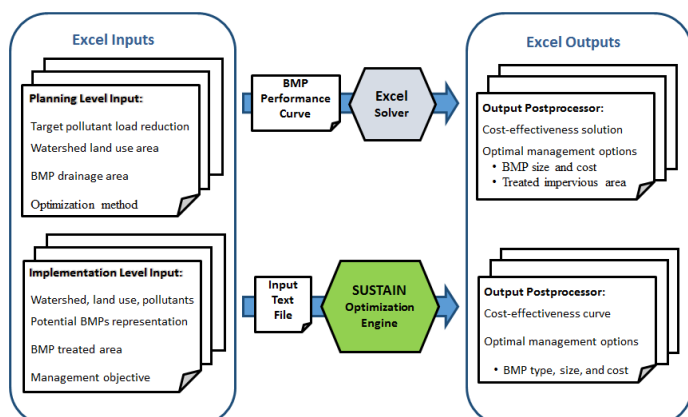 Excel Inputs
Planning Level Input:
Target pollutant load reduction
Watershed land use area
BMP drainage area
Optimization method
Implementation Level Input:
Watershed, land use, pollutants
Potential BMPs representation
BMP treated area
Management objective
BMP
Performance
Curve
Excel
Solver
Input
Text
File
SUSTAIN
Optimization
Engine
Excel Outputs
Output Postprocessor:
Cost-effectiveness solution
Optimal management options
• BMP size and cost
• Treated impervious area
Output Postprocessor:
Cost-effectiveness curve
Optimal management options
• BMP type, size, and cost